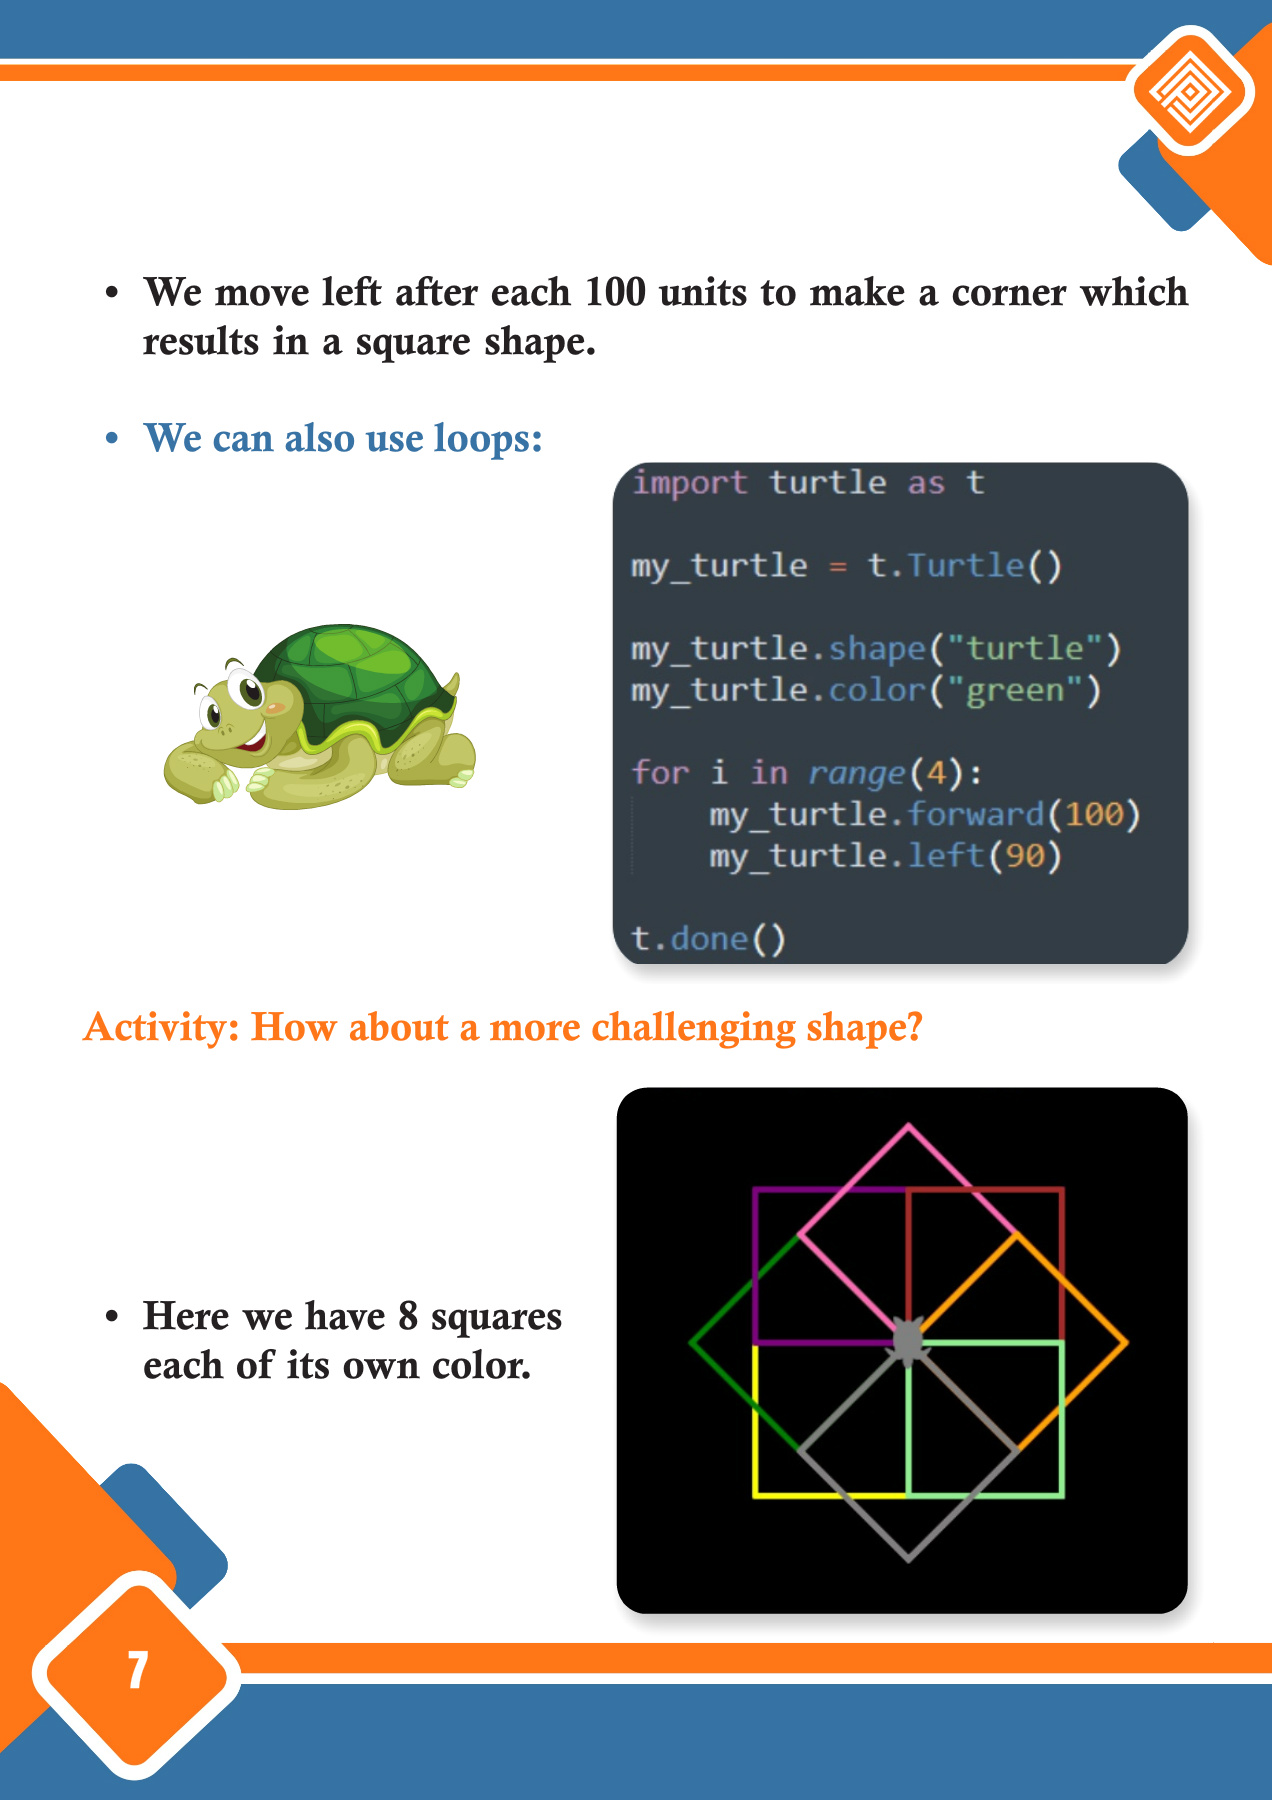 • We move left after each 100 units to make a corner which
results in a square shape.
• We can also use loops:
import turtle as t
my_turtle = t.Turtle()
my_turtle.shape("turtle")
my_turtle.color("green")
for i in range(4):
    my_turtle.forward(100)
    my_turtle.left(90)
t.done()
Activity: How about a more challenging shape?
• Here we have 8 squares
each of its own color.
7